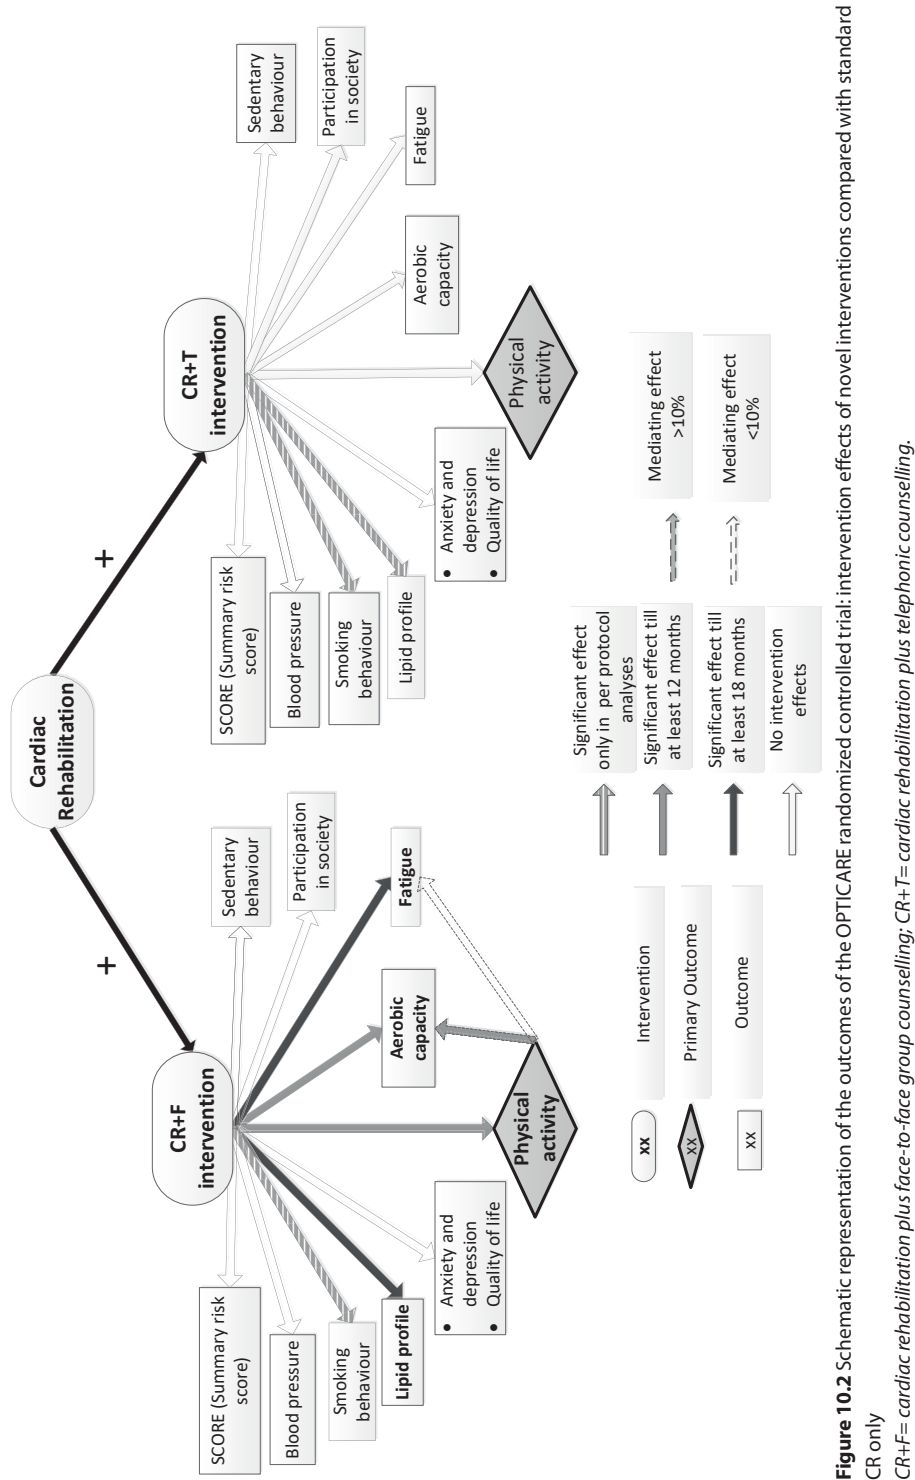 Cardiac
Rehabilitation
+
+
CR+F
intervention
SCORE (Summary risk
score)
Blood pressure
Smoking
behaviour
Lipid profile
• Anxiety and
depression
• Quality of life
Physical
activity
Aerobic
capacity
Fatigue
Participation
in society
Sedentary
behaviour
CR+T
intervention
SCORE (Summary risk
score)
Blood pressure
Smoking
behaviour
Lipid profile
• Anxiety and
depression
• Quality of life
Physical
activity
Aerobic
capacity
Fatigue
Participation
in society
Sedentary
behaviour
xx
Intervention
xx
Primary Outcome
xx
Outcome
Significant effect
only in per protocol
analyses
Significant effect till
at least 12 months
Significant effect till
at least 18 months
No intervention
effects
Mediating effect
>10%
Mediating effect
<10%
Figure 10.2 Schematic representation of the outcomes of the OPTICARE randomized controlled trial: intervention effects of novel interventions compared with standard
CR only
CR+F= cardiac rehabilitation plus face-to-face group counselling; CR+T= cardiac rehabilitation plus telephonic counselling.